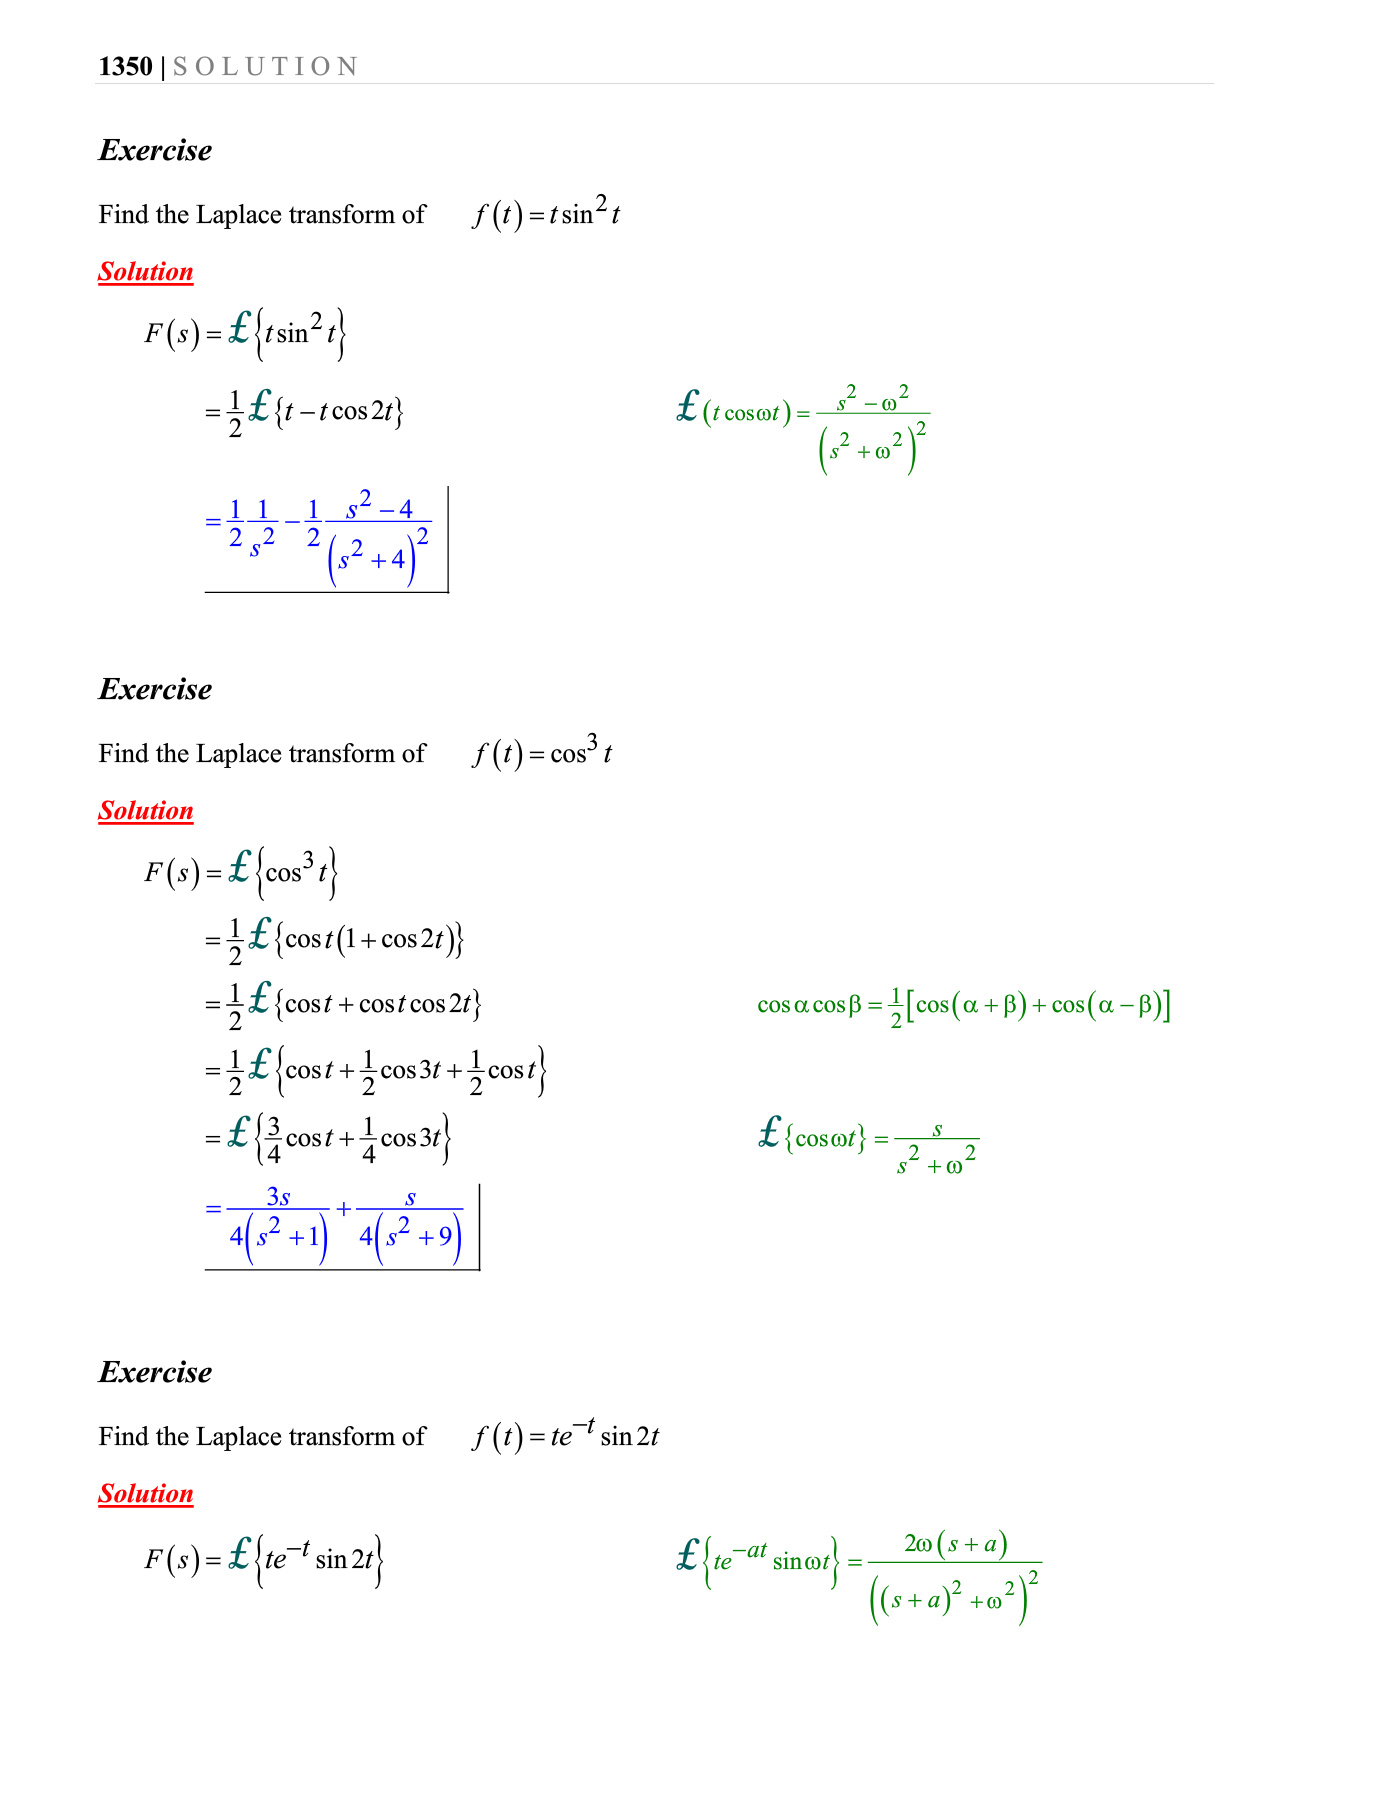 1350 | S O L U T I O N
Exercise
Find the Laplace transform of f(t) = t sin² t
Solution
F(s) = £{t sin² t}
= 1/2 £{t − t cos 2t} £(t cos ωt) = (s² − ω²)/(s² + ω²)²
= 1/2 1/s² − 1/2 (s² − 4)/(s² + 4)²
Exercise
Find the Laplace transform of f(t) = cos³ t
Solution
F(s) = £{cos³ t}
= 1/2 £{cos t (1 + cos 2t)}
= 1/2 £{cos t + cos t cos 2t} cos α cos β = 1/2 [cos(α + β) + cos(α − β)]
= 1/2 £{cos t + 1/2 cos 3t + 1/2 cos t}
= £{3/4 cos t + 1/4 cos 3t} £{cos ωt} = s/(s² + ω²)
= 3s/4(s² + 1) + s/4(s² + 9)
Exercise
Find the Laplace transform of f(t) = te⁻ᵗ sin 2t
Solution
F(s) = £{te⁻ᵗ sin 2t} £{te⁻ᵃᵗ sin ωt} = 2ω(s + a)/((s + a)² + ω²)²